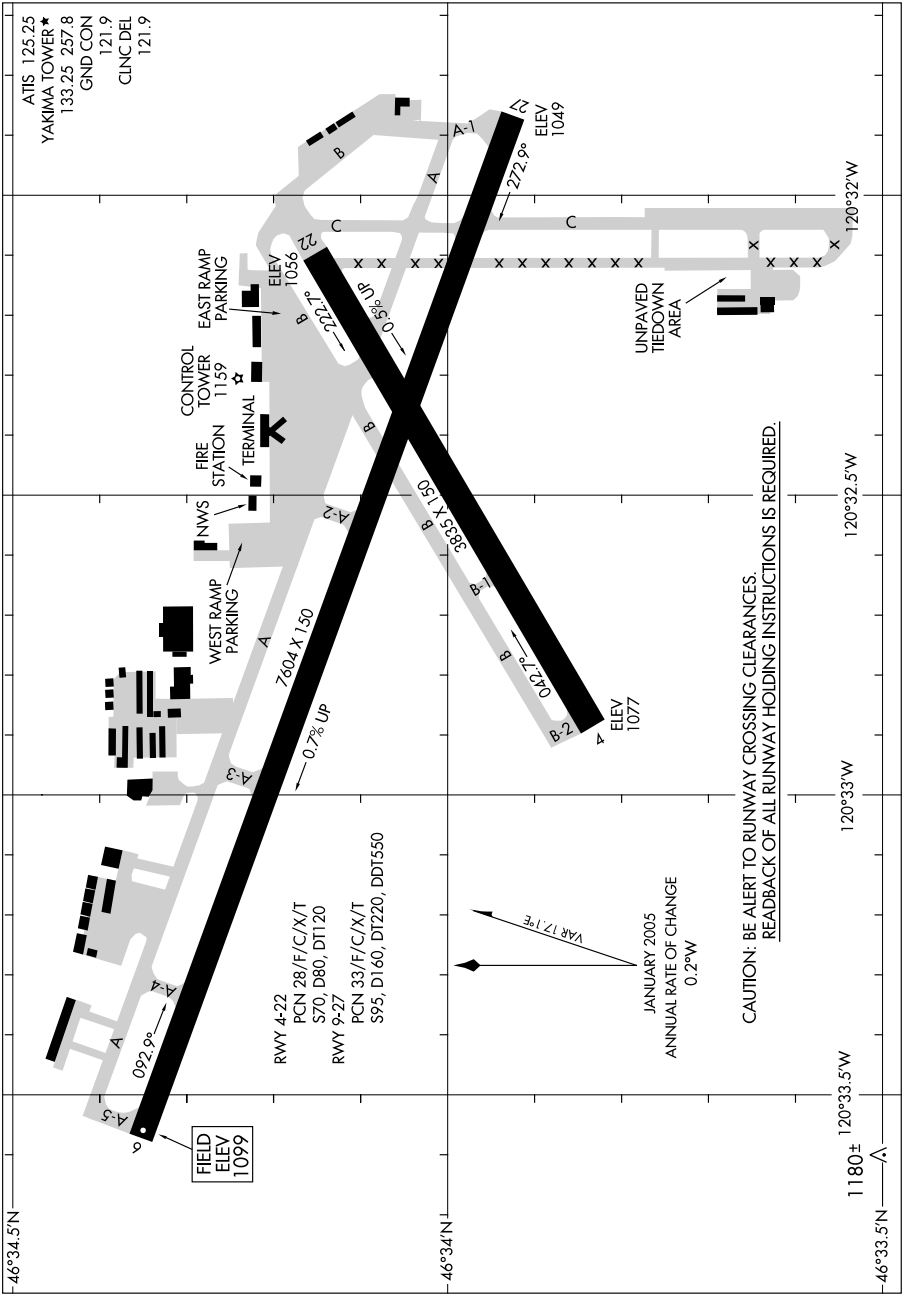 ATIS 125.25
YAKIMA TOWER★
133.25 257.8
GND CON
121.9
CLNC DEL
121.9
46°34.5'N
46°34'N
46°33.5'N
120°32'W
120°32.5'W
120°33'W
120°33.5'W
FIELD
ELEV
1099
9
A-5
A
092.9°
A-4
A-3
0.7% UP
7604 X 150
A
A-2
WEST RAMP
PARKING
NWS
FIRE
STATION
TERMINAL
CONTROL
TOWER
1159
EAST RAMP
PARKING
B
ELEV
1056
22
222.7°
0.5% UP
B
C
A
A-1
27
ELEV
1049
272.9°
C
X X X X X X X X X X X
X X X X X
UNPAVED
TIEDOWN
AREA
B
B
3835 X 150
B-1
B
042.7°
B-2
4
ELEV
1077
RWY 4-22
PCN 28/F/C/X/T
S70, D80, DT120
RWY 9-27
PCN 33/F/C/X/T
S95, D160, DT220, DDT550
VAR 17.1°E
JANUARY 2005
ANNUAL RATE OF CHANGE
0.2°W
CAUTION: BE ALERT TO RUNWAY CROSSING CLEARANCES.
READBACK OF ALL RUNWAY HOLDING INSTRUCTIONS IS REQUIRED.
1180±